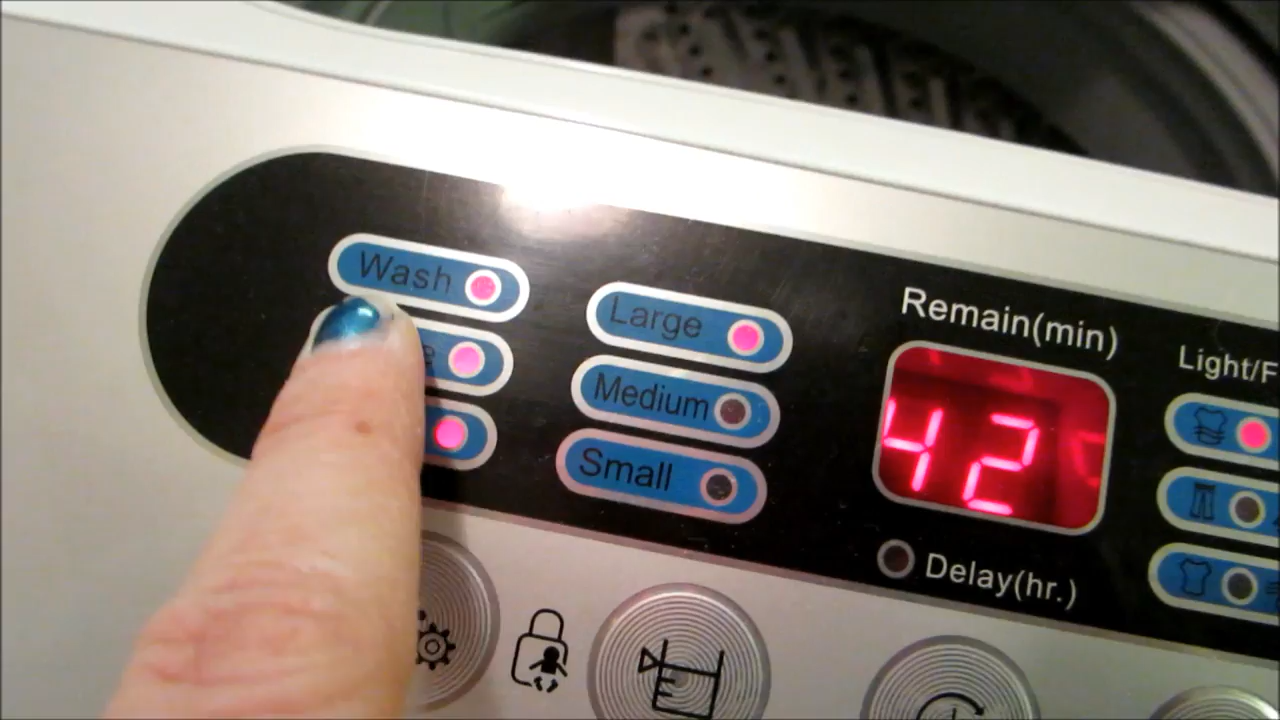 Wash
Large
Medium
Small
Remain(min)
42
Delay(hr.)
Light/F